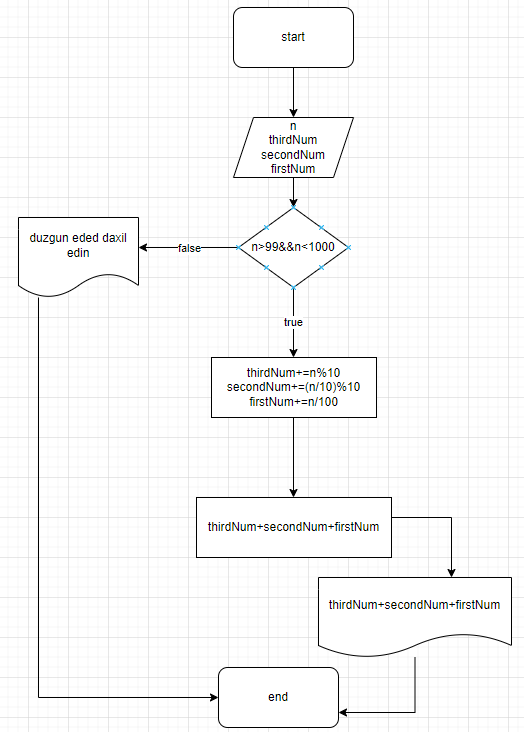 start
n
thirdNum
secondNum
firstNum
n>99&&n<1000
false
duzgun eded daxil
edin
true
thirdNum+=n%10
secondNum+=(n/10)%10
firstNum+=n/100
thirdNum+secondNum+firstNum
thirdNum+secondNum+firstNum
end